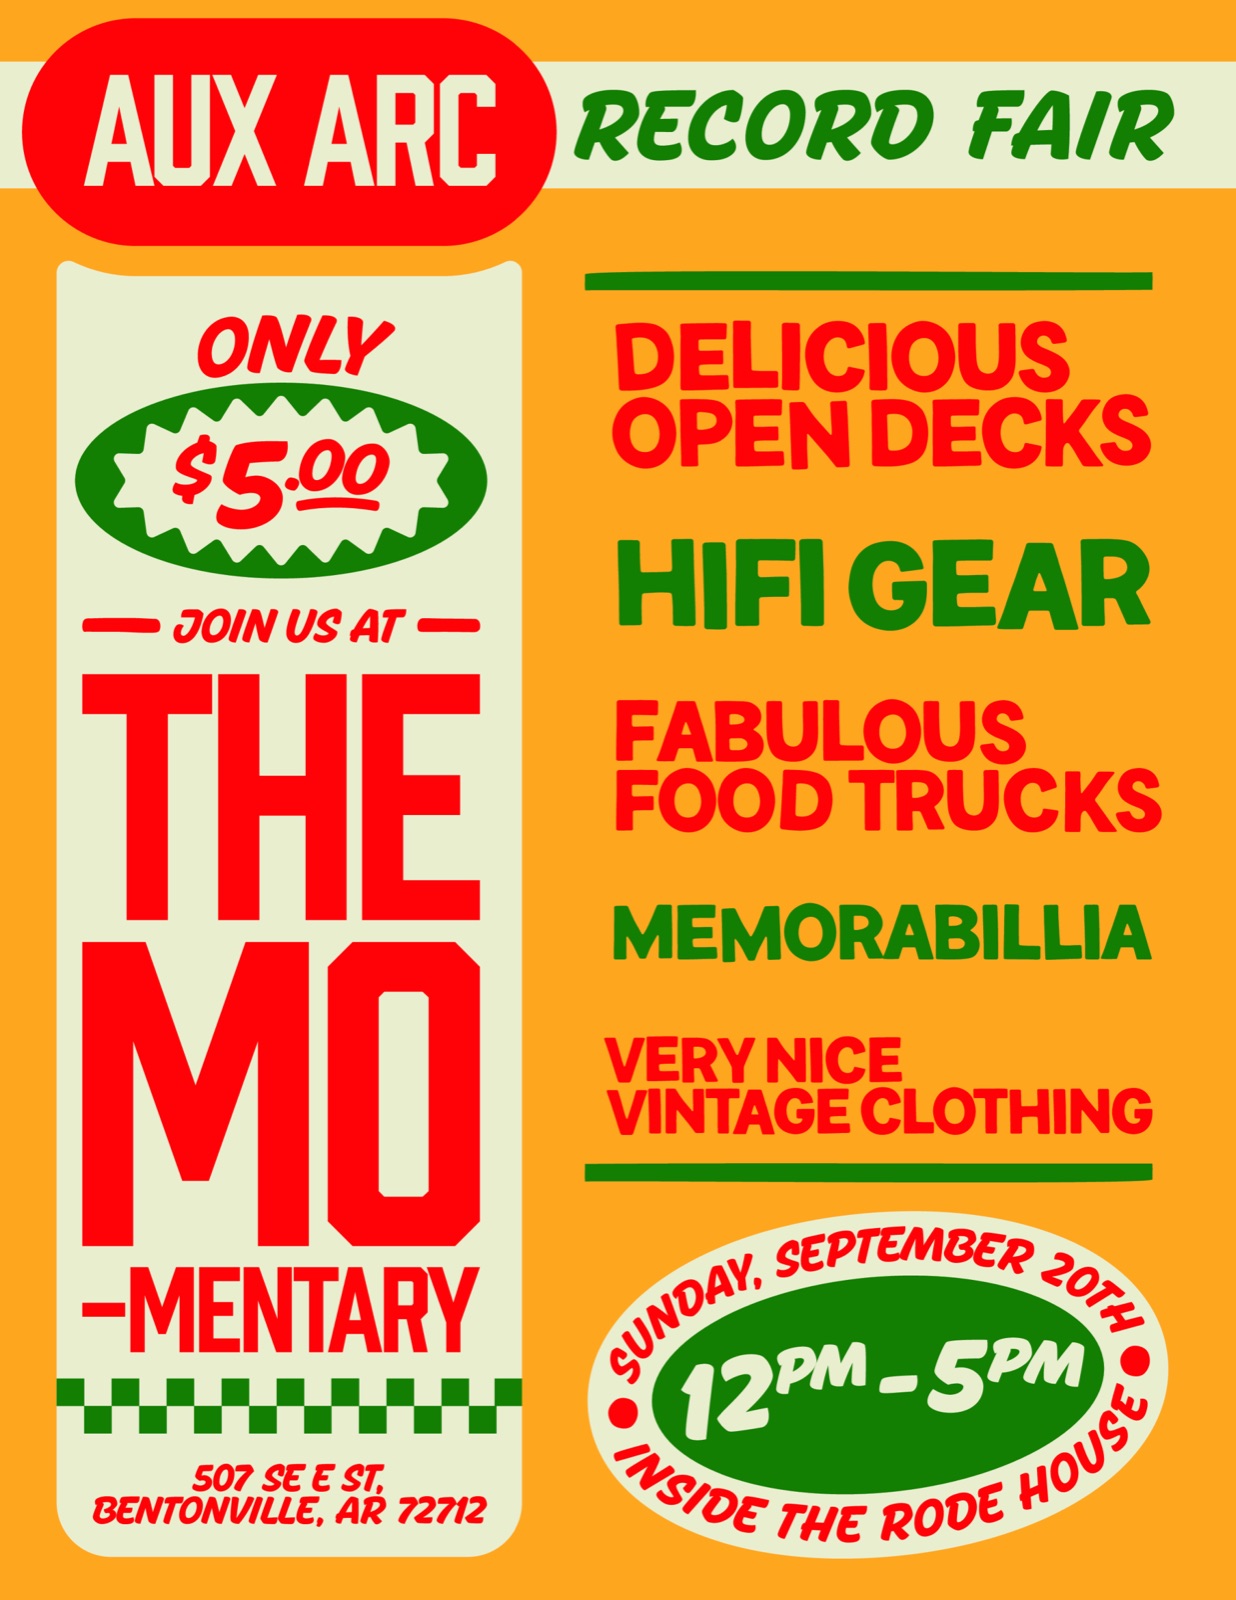 AUX ARC RECORD FAIR
ONLY
$5.00
JOIN US AT
THE
MO
-MENTARY
507 SE E ST,
BENTONVILLE, AR 72712
DELICIOUS
OPEN DECKS
HIFI GEAR
FABULOUS
FOOD TRUCKS
MEMORABILLIA
VERY NICE
VINTAGE CLOTHING
SUNDAY, SEPTEMBER 20TH
12PM - 5PM
INSIDE THE RODE HOUSE